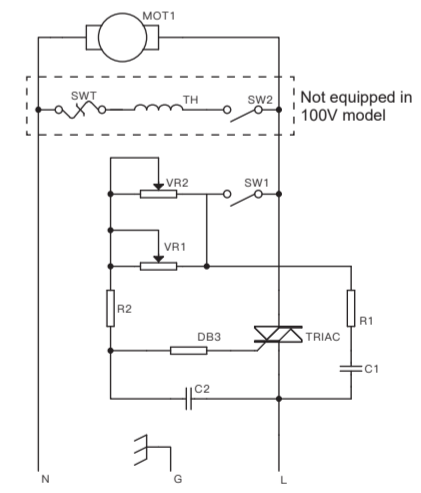 MOT1
SWT
TH
SW2
Not equipped in
100V model
VR2
SW1
VR1
R2
R1
DB3
TRIAC
C1
C2
N
G
L